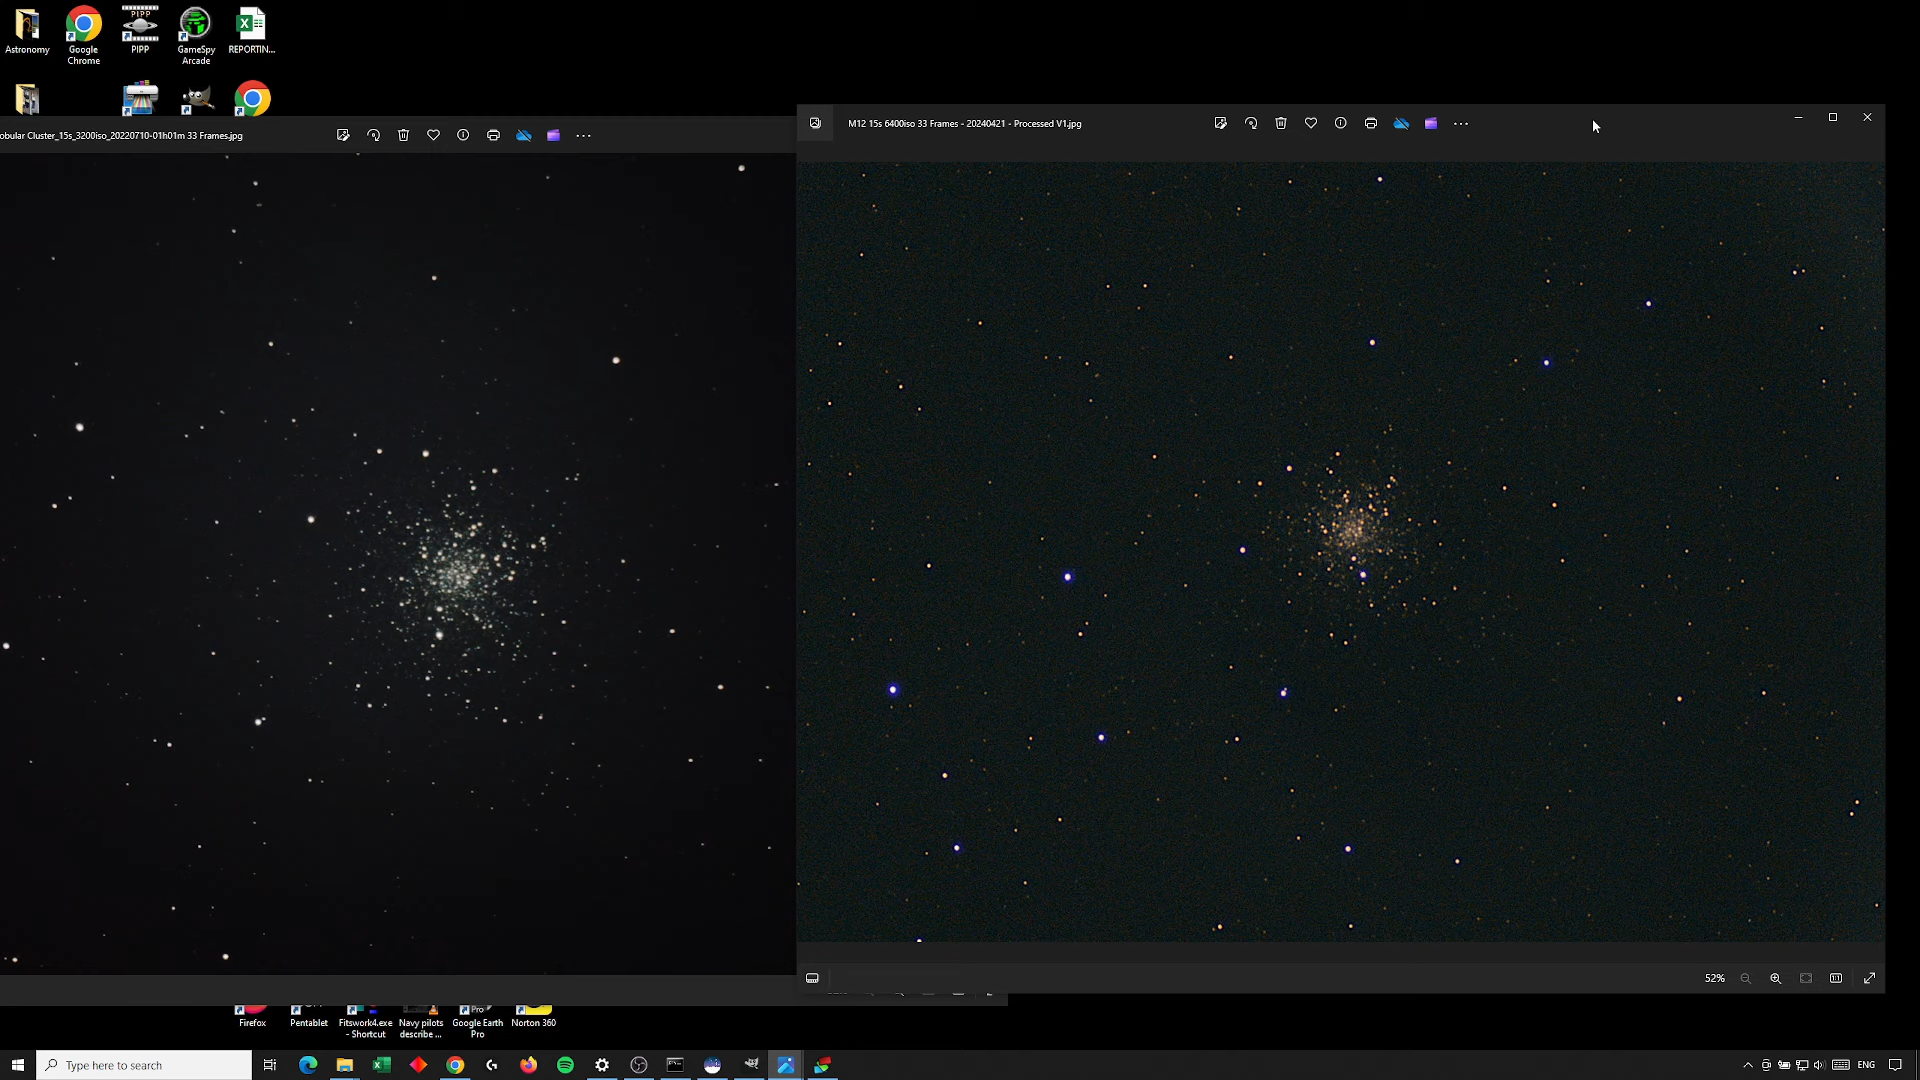 Astronomy
Google
Chrome
PIPP
PIPP
GameSpy
Arcade
REPORTIN...
obular Cluster_15s_3200iso_20220710-01h01m 33 Frames.jpg
M12 15s 6400iso 33 Frames - 20240421 - Processed V1.jpg
52%
Firefox
Pentablet
Fitswork4.exe
- Shortcut
Navy pilots
describe ...
Pro
Google Earth
Pro
Norton 360
Type here to search
ENG